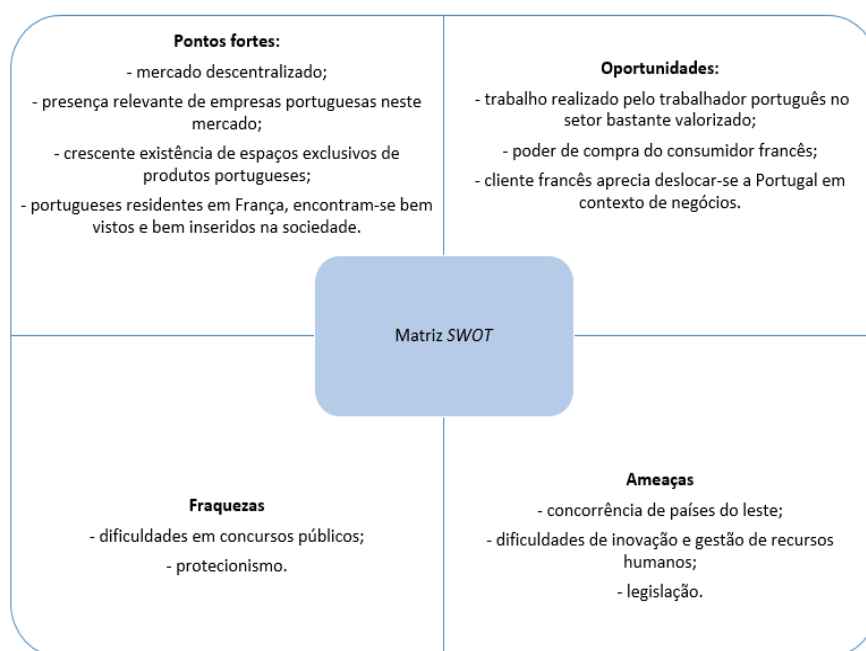 Pontos fortes:
- mercado descentralizado;
- presença relevante de empresas portuguesas neste
mercado;
- crescente existência de espaços exclusivos de
produtos portugueses;
- portugueses residentes em França, encontram-se bem
vistos e bem inseridos na sociedade.
Oportunidades:
- trabalho realizado pelo trabalhador português no
setor bastante valorizado;
- poder de compra do consumidor francês;
- cliente francês aprecia deslocar-se a Portugal em
contexto de negócios.
Matriz SWOT
Fraquezas
- dificuldades em concursos públicos;
- protecionismo.
Ameaças
- concorrência de países do leste;
- dificuldades de inovação e gestão de recursos
humanos;
- legislação.